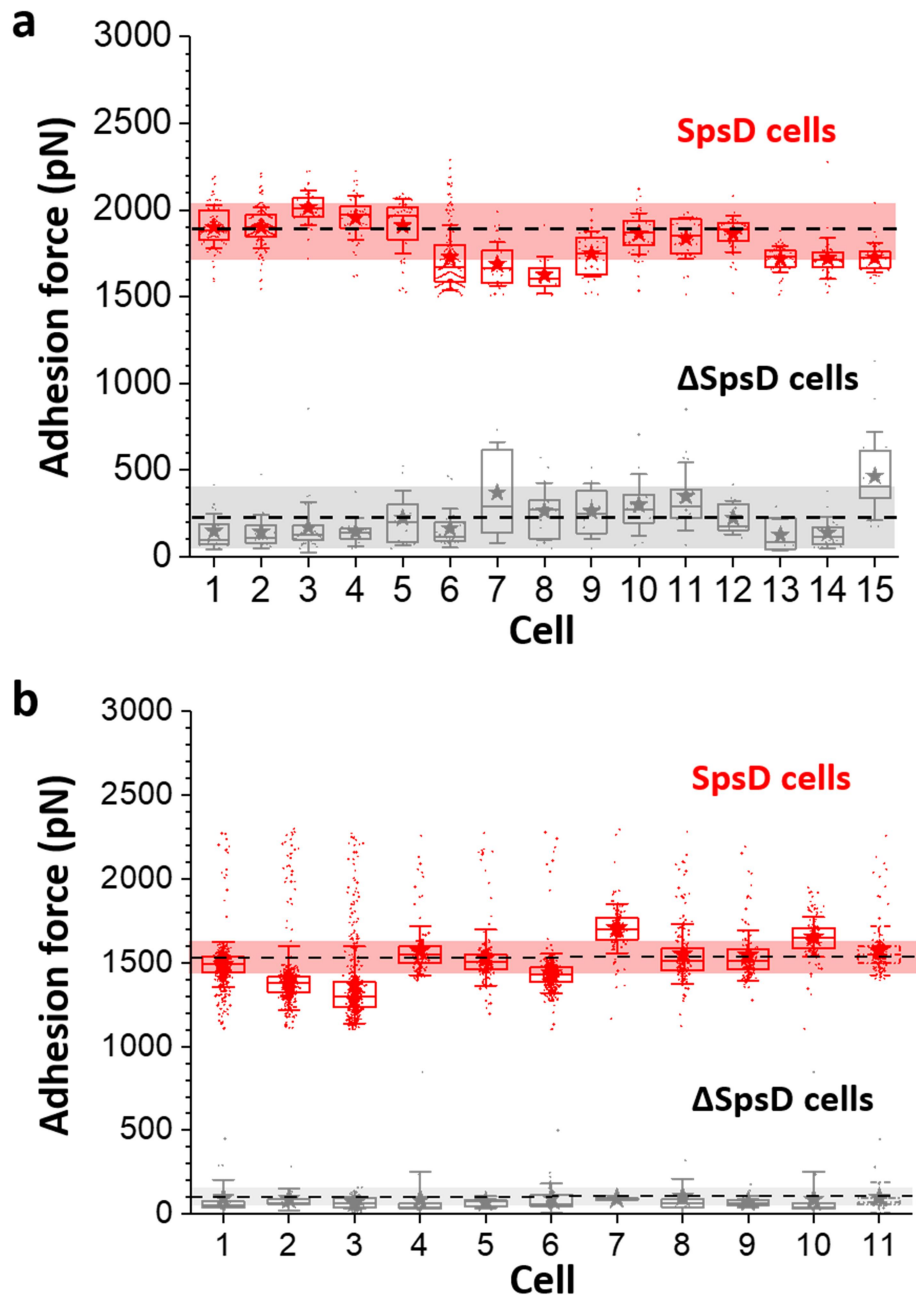 a
Adhesion force (pN)
3000
2500
2000
1500
1000
500
0
SpsD cells
ΔSpsD cells
1 2 3 4 5 6 7 8 9 10 11 12 13 14 15
Cell
b
Adhesion force (pN)
3000
2500
2000
1500
1000
500
0
SpsD cells
ΔSpsD cells
1 2 3 4 5 6 7 8 9 10 11
Cell